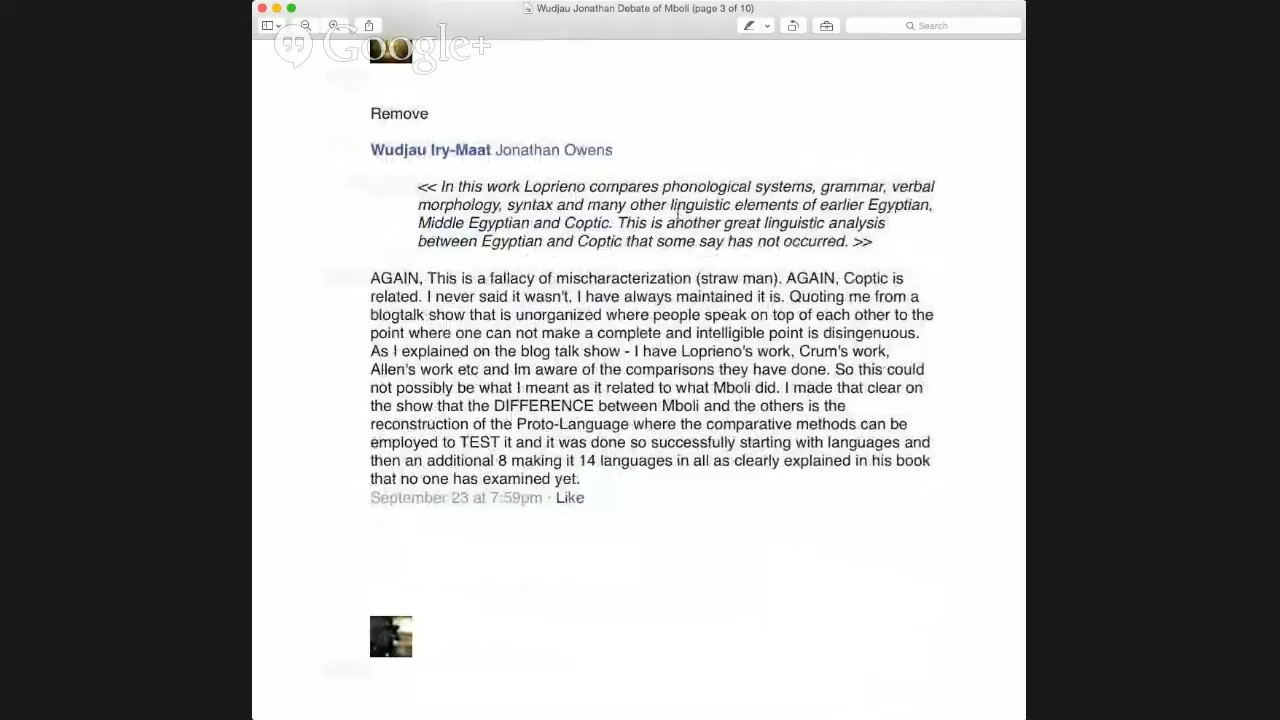 Wudjau Jonathan Debate of Mboli (page 3 of 10)
Search
Google+
Remove
Wudjau Iry-Maat Jonathan Owens
<< In this work Loprieno compares phonological systems, grammar, verbal
morphology, syntax and many other linguistic elements of earlier Egyptian,
Middle Egyptian and Coptic. This is another great linguistic analysis
between Egyptian and Coptic that some say has not occurred. >>
AGAIN, This is a fallacy of mischaracterization (straw man). AGAIN, Coptic is
related. I never said it wasn't, I have always maintained it is. Quoting me from a
blogtalk show that is unorganized where people speak on top of each other to the
point where one can not make a complete and intelligible point is disingenuous.
As I explained on the blog talk show - I have Loprieno's work, Crum's work,
Allen's work etc and Im aware of the comparisons they have done. So this could
not possibly be what I meant as it related to what Mboli did. I made that clear on
the show that the DIFFERENCE between Mboli and the others is the
reconstruction of the Proto-Language where the comparative methods can be
employed to TEST it and it was done so successfully starting with languages and
then an additional 8 making it 14 languages in all as clearly explained in his book
that no one has examined yet.
September 23 at 7:59pm · Like